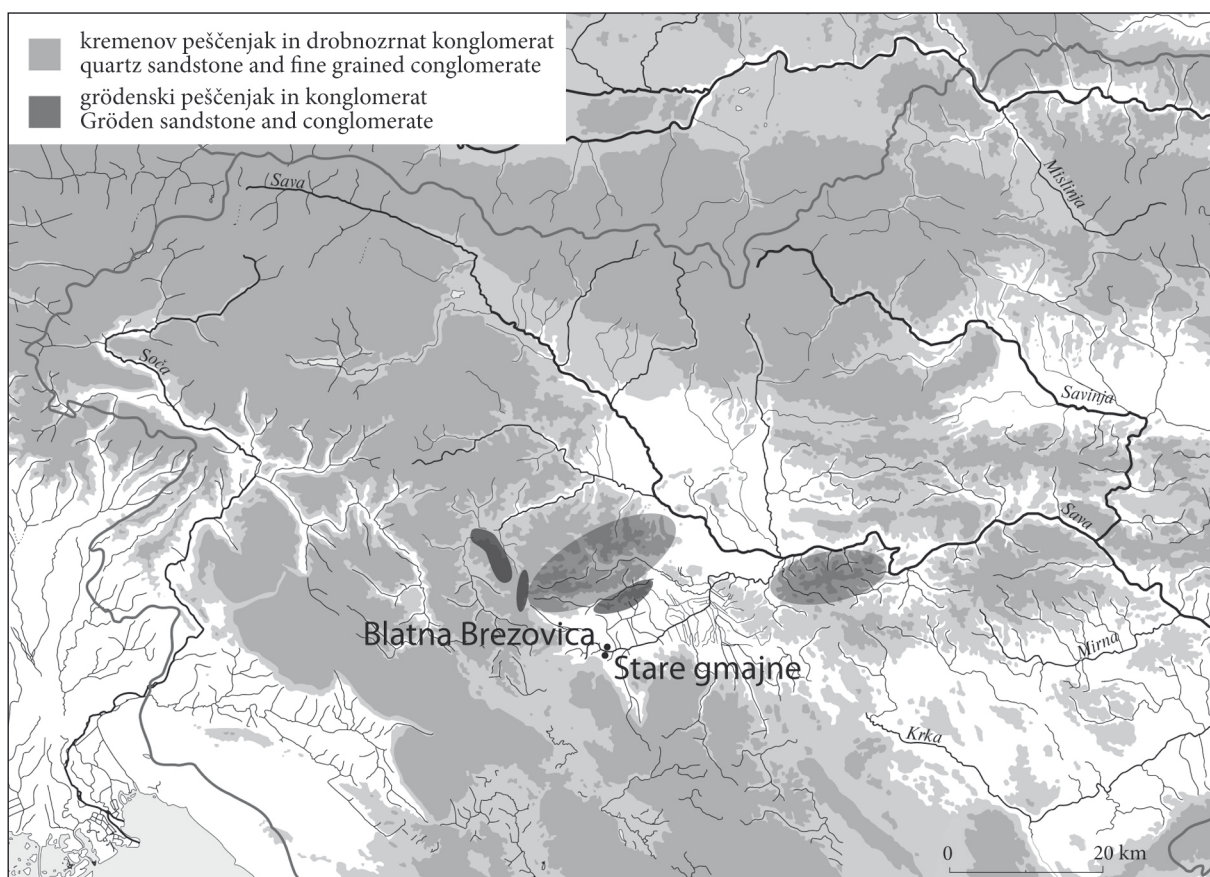 kremenov peščenjak in drobnozrnat konglomerat
quartz sandstone and fine grained conglomerate
grödenski peščenjak in konglomerat
Gröden sandstone and conglomerate
Sava
Mislinja
Soča
Savinja
Sava
Blatna Brezovica
Stare gmajne
Mirna
Krka
0 20 km